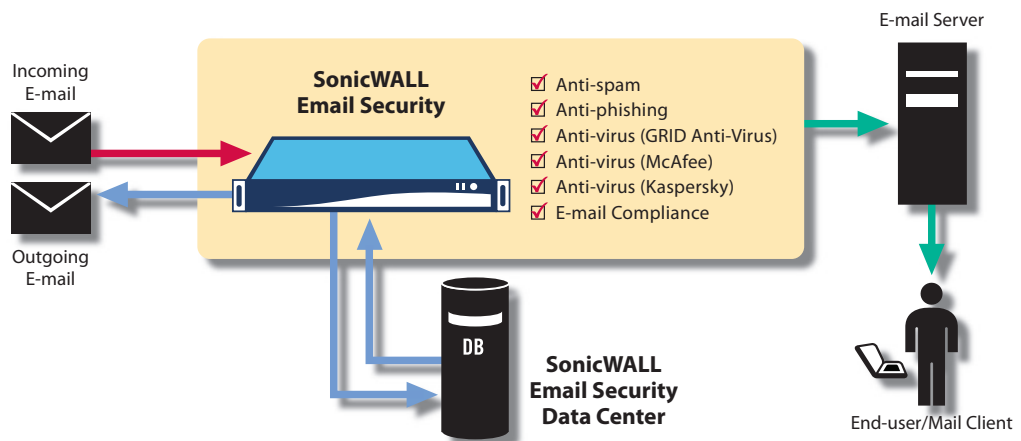 Incoming
E-mail
Outgoing
E-mail
SonicWALL
Email Security
Anti-spam
Anti-phishing
Anti-virus (GRID Anti-Virus)
Anti-virus (McAfee)
Anti-virus (Kaspersky)
E-mail Compliance
E-mail Server
DB
SonicWALL
Email Security
Data Center
End-user/Mail Client